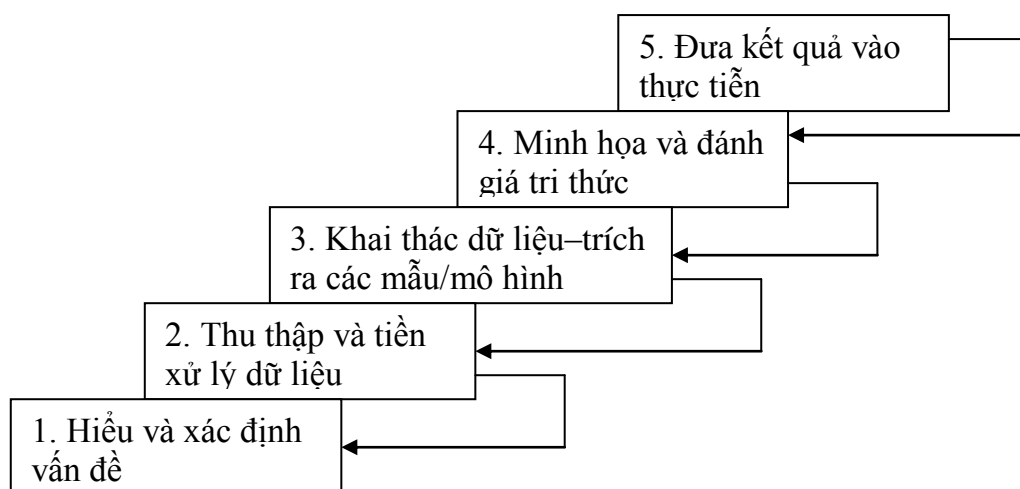 5. Đưa kết quả vào
thực tiễn
4. Minh họa và đánh
giá tri thức
3. Khai thác dữ liệu–trích
ra các mẫu/mô hình
2. Thu thập và tiền
xử lý dữ liệu
1. Hiểu và xác định
vấn đề